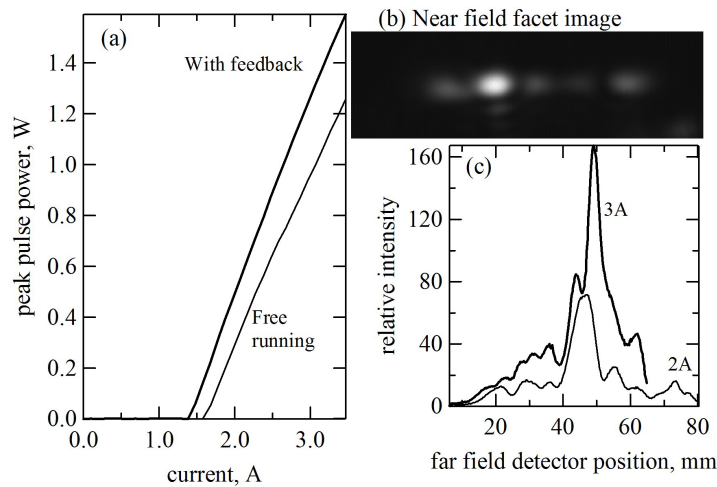 (a)
With feedback
Free
running
peak pulse power, W
1.4
1.2
1.0
0.8
0.6
0.4
0.2
0.0
0.0 1.0 2.0 3.0
current, A
(b) Near field facet image
(c)
3A
2A
relative intensity
160
120
80
40
0
20 40 60 80
far field detector position, mm